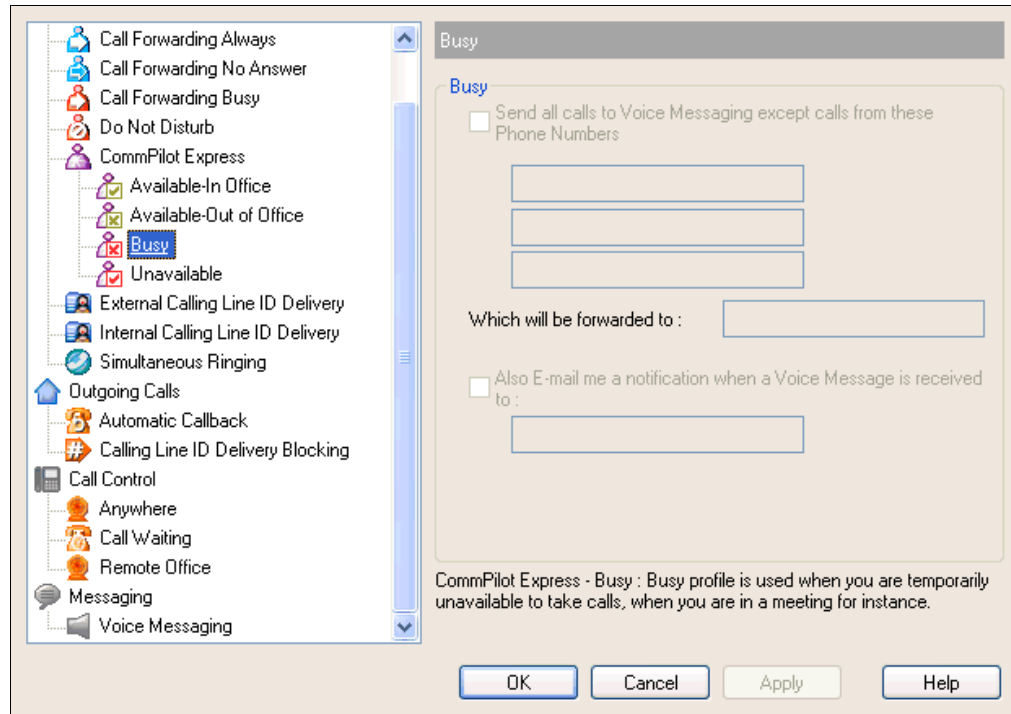 Call Forwarding Always
Call Forwarding No Answer
Call Forwarding Busy
Do Not Disturb
CommPilot Express
Available-In Office
Available-Out of Office
Busy
Unavailable
External Calling Line ID Delivery
Internal Calling Line ID Delivery
Simultaneous Ringing
Outgoing Calls
Automatic Callback
Calling Line ID Delivery Blocking
Call Control
Anywhere
Call Waiting
Remote Office
Messaging
Voice Messaging
Busy
Busy
Send all calls to Voice Messaging except calls from these
Phone Numbers
Which will be forwarded to :
Also E-mail me a notification when a Voice Message is received
to :
CommPilot Express - Busy : Busy profile is used when you are temporarily
unavailable to take calls, when you are in a meeting for instance.
OK
Cancel
Apply
Help